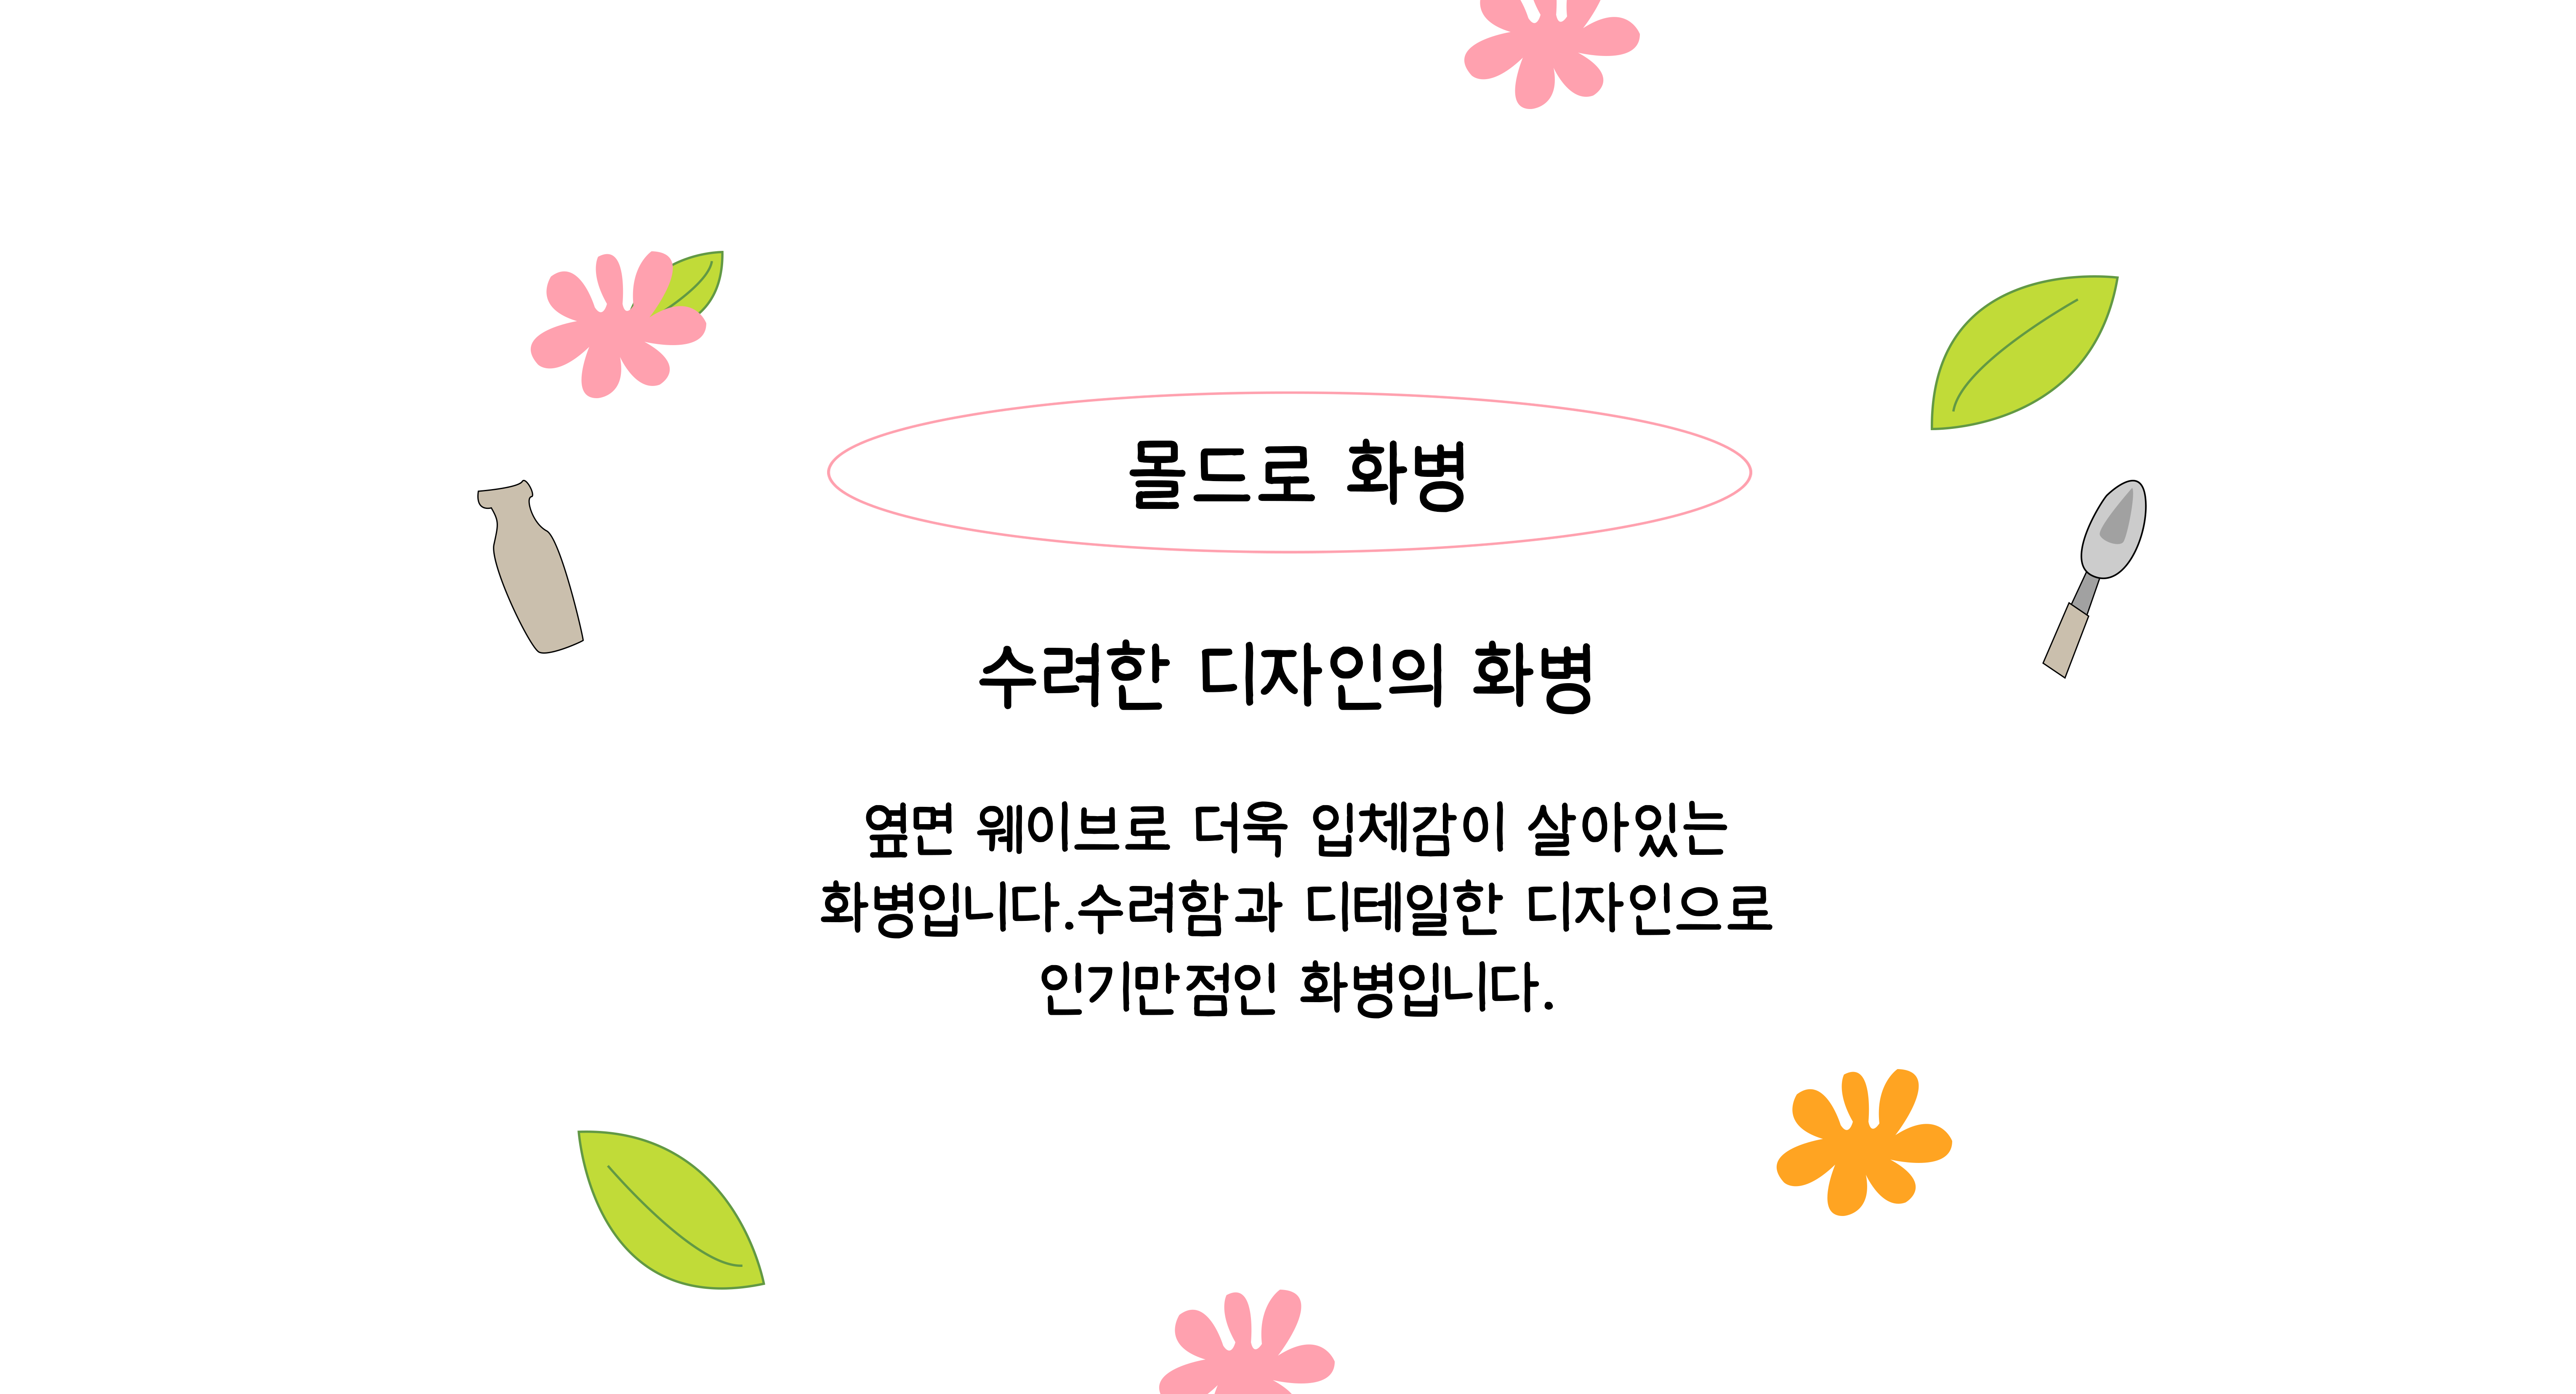 몰드로 화병
수려한 디자인의 화병
옆면 웨이브로 더욱 입체감이 살아있는
화병입니다.수려함과 디테일한 디자인으로
인기만점인 화병입니다.